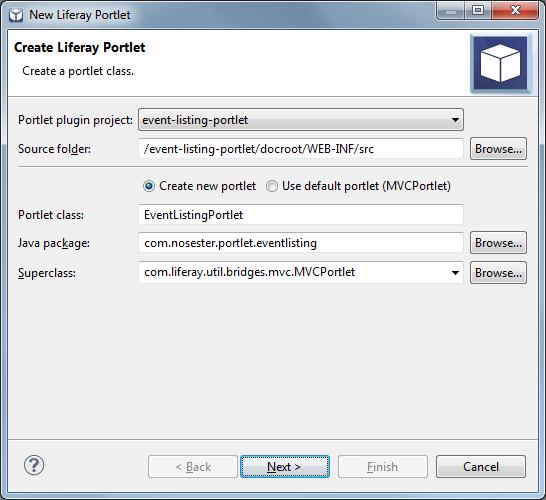 New Liferay Portlet
Create Liferay Portlet
Create a portlet class.
Portlet plugin project: event-listing-portlet
Source folder: /event-listing-portlet/docroot/WEB-INF/src Browse...
Create new portlet Use default portlet (MVCPortlet)
Portlet class: EventListingPortlet
Java package: com.nosester.portlet.eventlisting Browse...
Superclass: com.liferay.util.bridges.mvc.MVCPortlet Browse...
? < Back Next > Finish Cancel